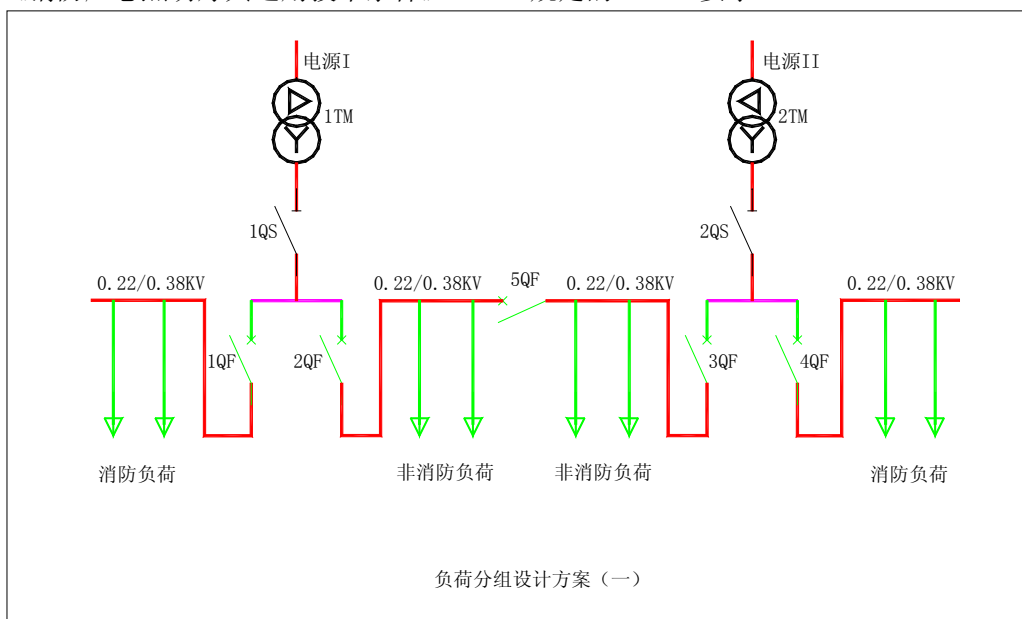 电源I
电源II
1TM
2TM
1QS
2QS
0.22/0.38KV
0.22/0.38KV
5QF
0.22/0.38KV
0.22/0.38KV
1QF
2QF
3QF
4QF
消防负荷
非消防负荷
非消防负荷
消防负荷
负荷分组设计方案（一）